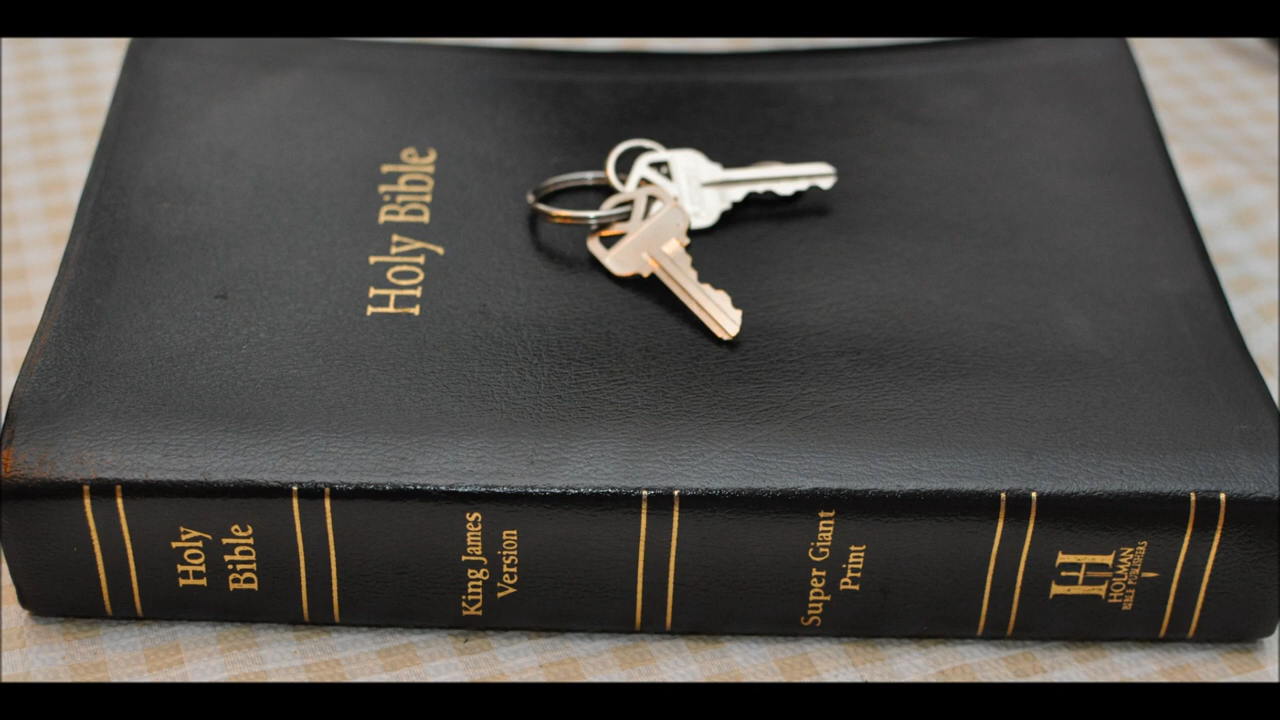 Holy Bible
Holy
Bible
King James
Version
Super Giant
Print
HOLMAN
BIBLE PUBLISHERS